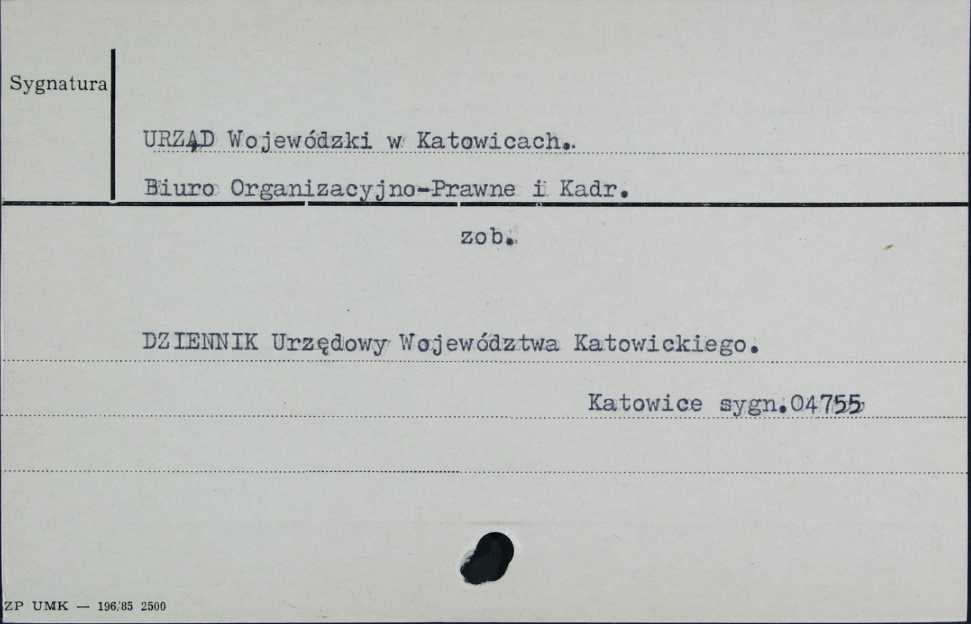 Sygnatura
URZĄD Wojewódzki w Katowicach.
Biuro Organizacyjno-Prawne i Kadr.
zob.
DZIENNIK Urzędowy Województwa Katowickiego.
Katowice sygn.04755
ZP UMK — 196/85 2500